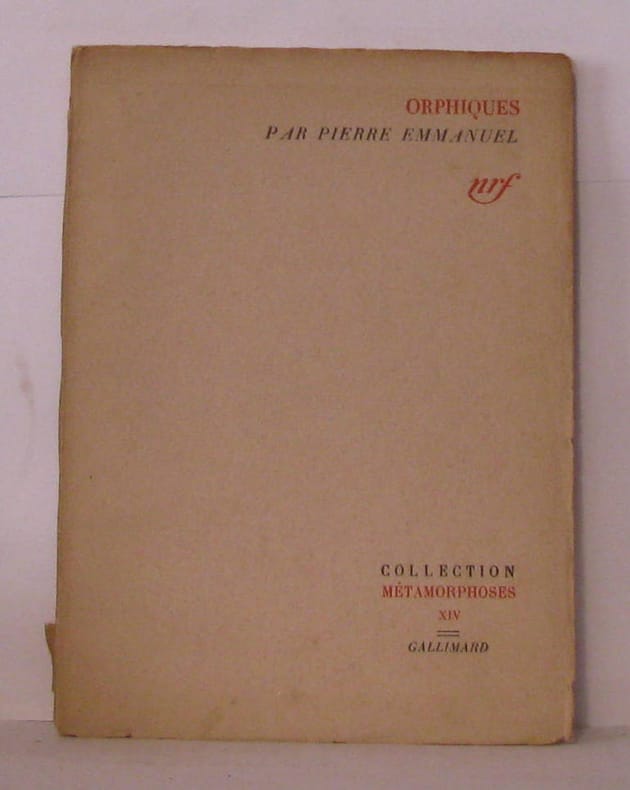 ORPHIQUES
PAR PIERRE EMMANUEL
nrf
COLLECTION
MÉTAMORPHOSES
XIV
GALLIMARD